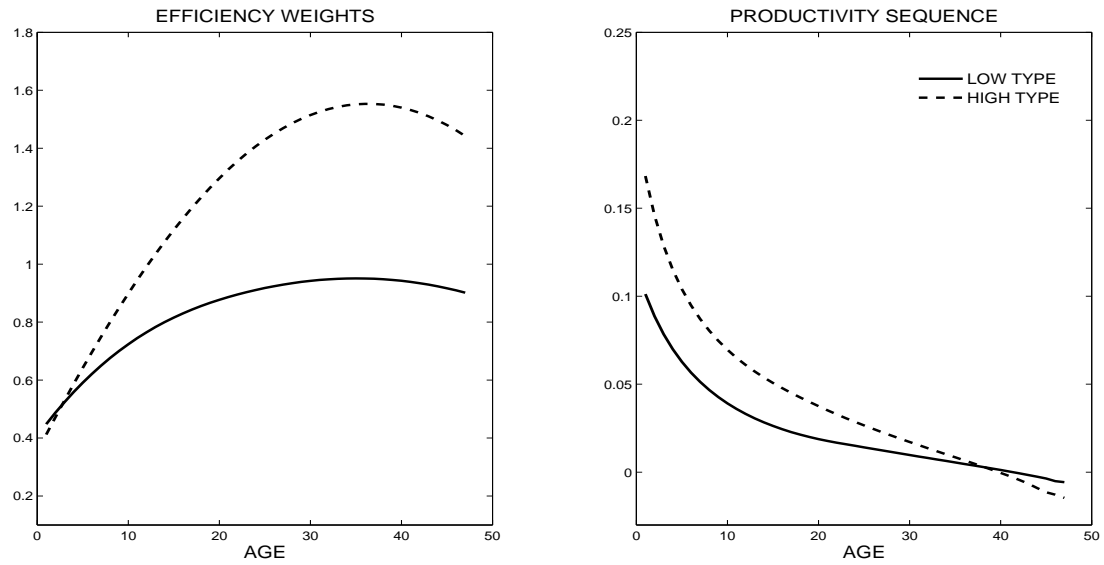 EFFICIENCY WEIGHTS
1.8
1.6
1.4
1.2
1
0.8
0.6
0.4
0.2
0 10 20 30 40 50
AGE
PRODUCTIVITY SEQUENCE
LOW TYPE
HIGH TYPE
0.25
0.2
0.15
0.1
0.05
0
0 10 20 30 40 50
AGE